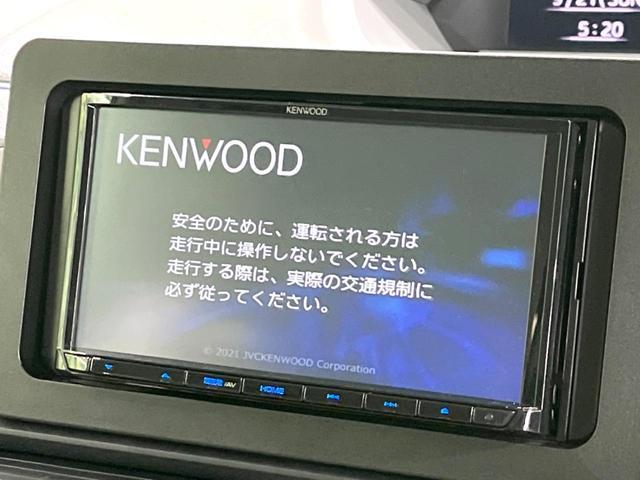 5:20
KENWOOD
KENWOOD
安全のために、運転される方は
走行中に操作しないでください。
走行する際は、実際の交通規制に
必ず従ってください。
© 2021 JVCKENWOOD Corporation
/AV
HOME